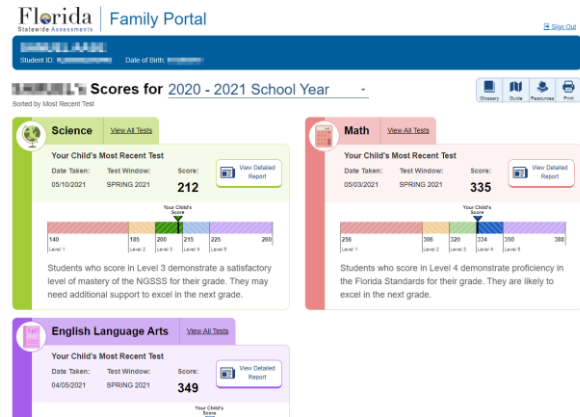 Florida
Statewide Assessments
Family Portal
Sign Out
Student ID:
Date of Birth:
Scores for 2020 - 2021 School Year
Sorted by Most Recent Test
Glossary Guide Resources Print
Science View All Tests
Your Child's Most Recent Test
Date Taken: Test Window: Score:
05/10/2021 SPRING 2021 212
View Detailed Report
Your Child's
Score
140 185 200 215 225 260
Level 1 Level 2 Level 3 Level 4 Level 5
Students who score in Level 3 demonstrate a satisfactory
level of mastery of the NGSSS for their grade. They may
need additional support to excel in the next grade.
Math View All Tests
Your Child's Most Recent Test
Date Taken: Test Window: Score:
05/03/2021 SPRING 2021 335
View Detailed
Report
Your Child's
Score
256 306 320 334 350 388
Level 1 Level 2 Level 3 Level 4 Level 5
Students who score in Level 4 demonstrate proficiency in
the Florida Standards for their grade. They are likely to
excel in the next grade.
English Language Arts View All Tests
Your Child's Most Recent Test
Date Taken: Test Window: Score:
04/05/2021 SPRING 2021 349
View Detailed
Report
Your Child's
Score